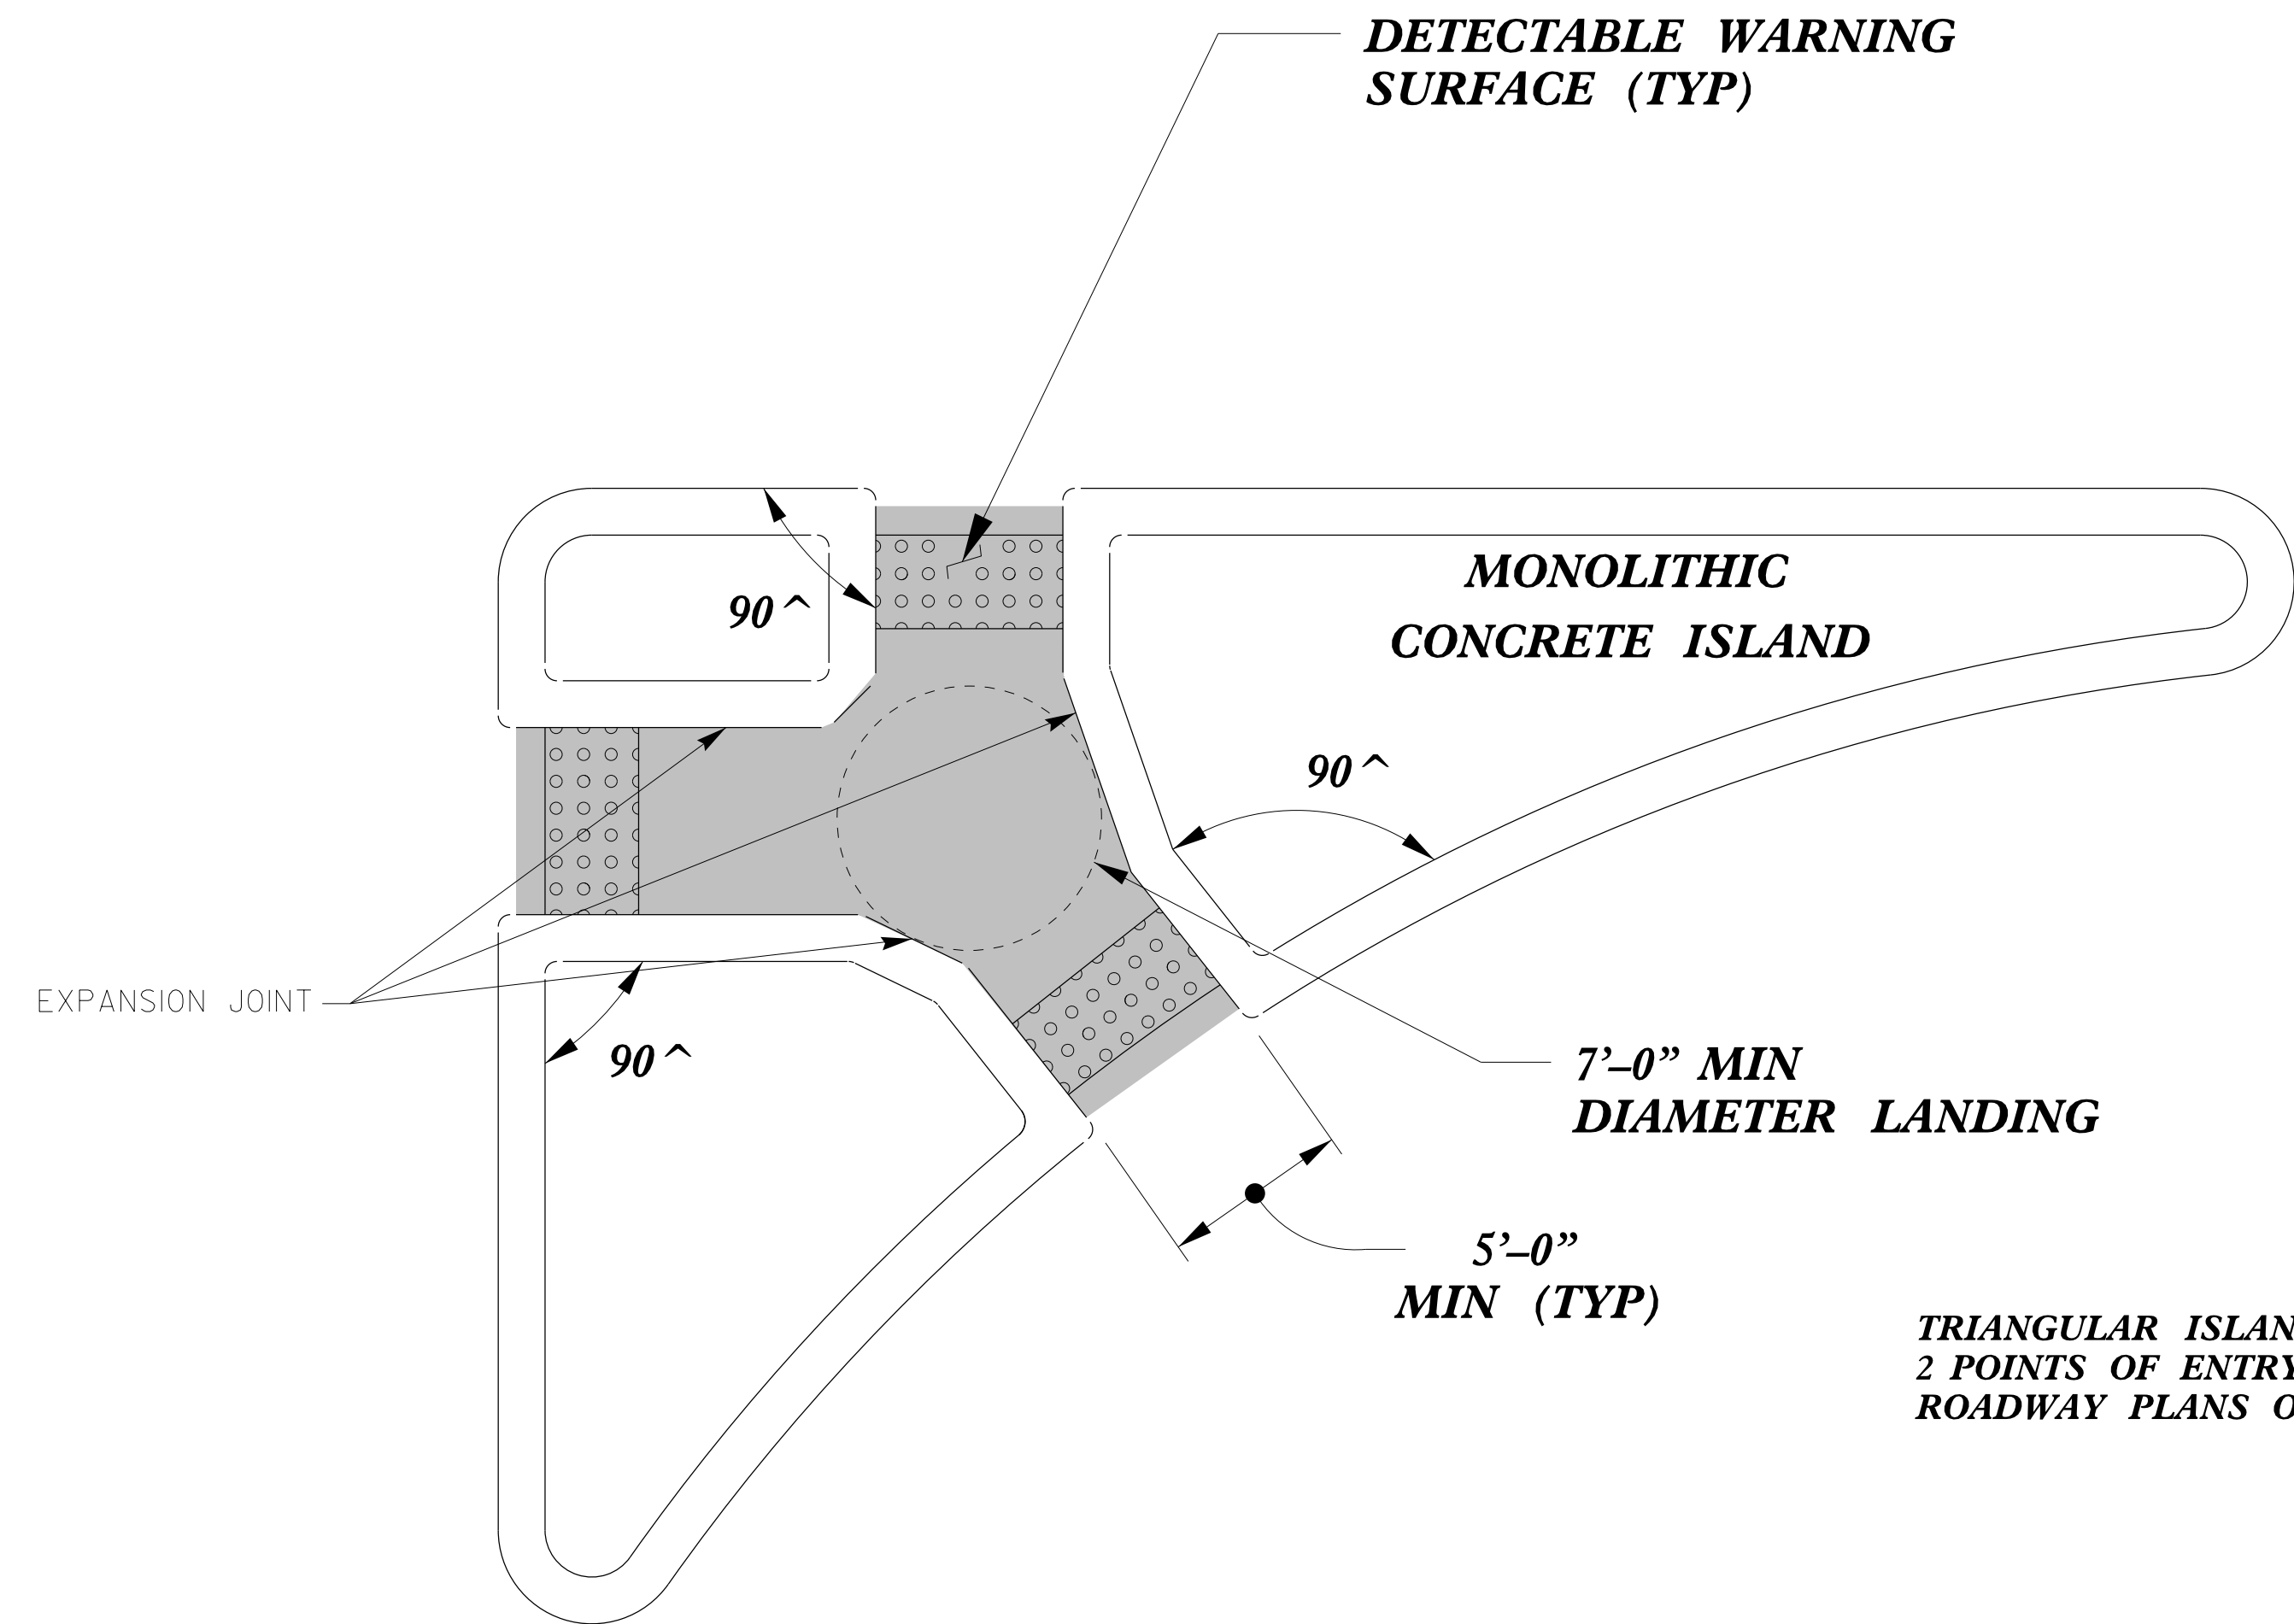 DETECTABLE WARNING
SURFACE (TYP)
MONOLITHIC
CONCRETE ISLAND
90^
90^
EXPANSION JOINT
90^
7’–0” MIN
DIAMETER LANDING
5’–0”
MIN (TYP)
TRIANGULAR
2 POINTS OF ENTRY
ROADWAY PLANS